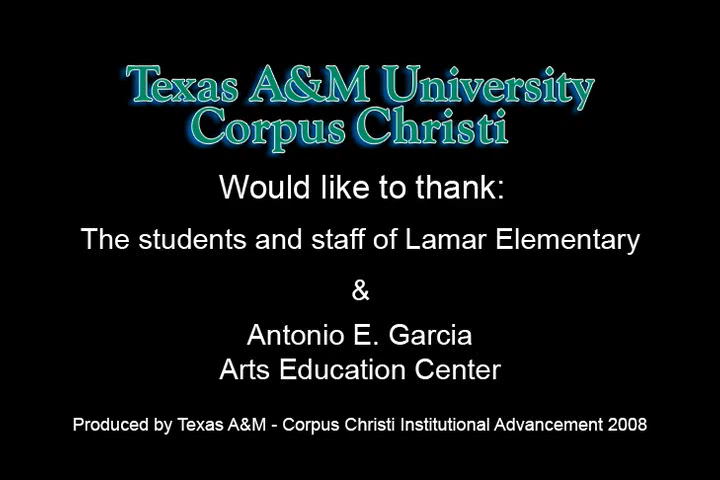 Texas A&M University
Corpus Christi
Would like to thank:
The students and staff of Lamar Elementary
&
Antonio E. Garcia
Arts Education Center
Produced by Texas A&M - Corpus Christi Institutional Advancement 2008